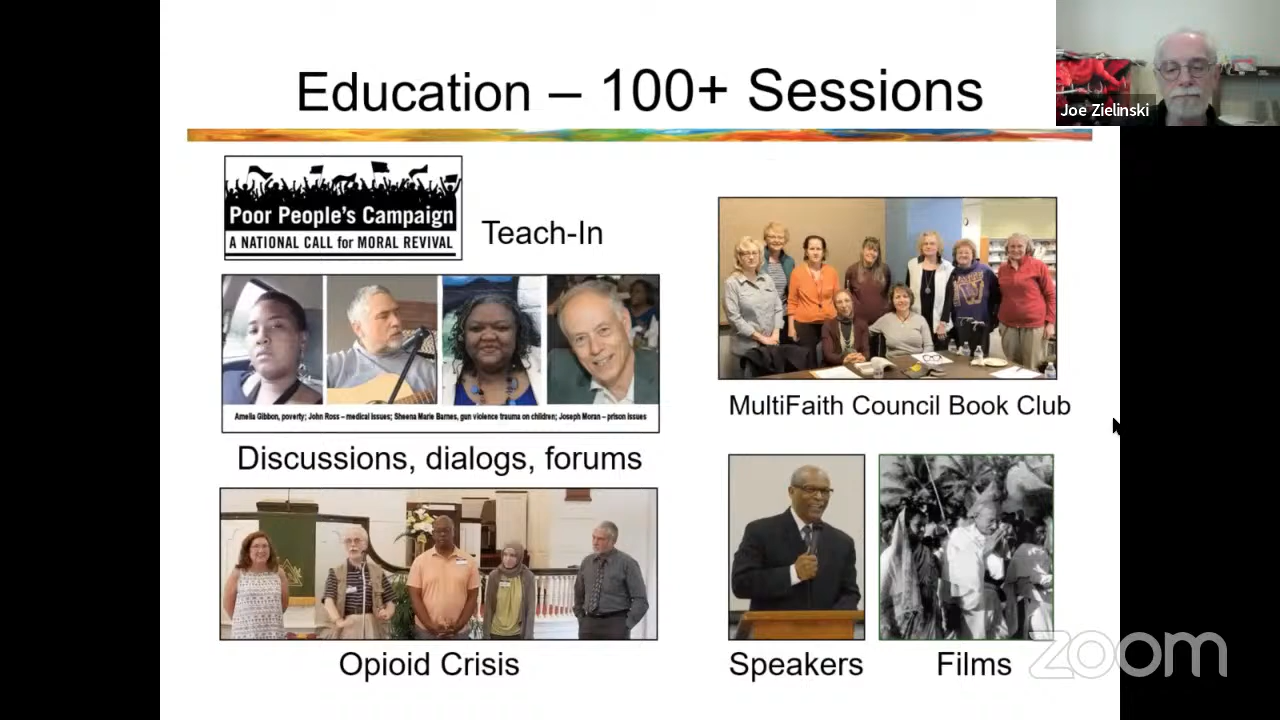 Education – 100+ Sessions
Joe Zielinski
Poor People's Campaign
A NATIONAL CALL for MORAL REVIVAL
Teach-In
Amelia Gibbon, poverty; John Ross – medical issues; Sheena Marie Barnes, gun violence trauma on children; Joseph Moran – prison issues
Discussions, dialogs, forums
MultiFaith Council Book Club
W
Opioid Crisis
Speakers
Films
zoom